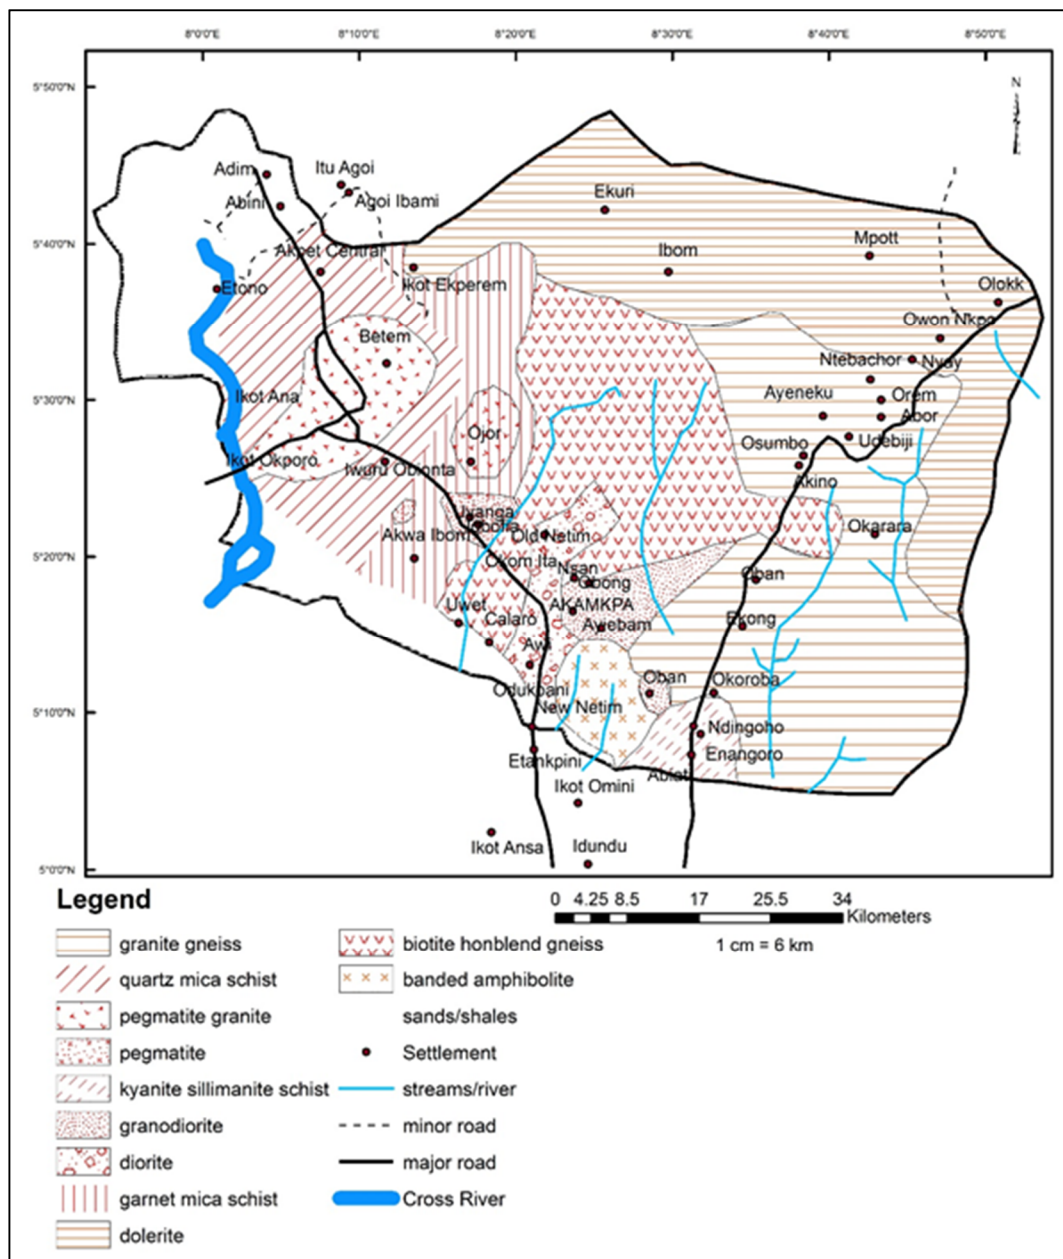 8°0'0"E 8°10'0"E 8°20'0"E 8°30'0"E 8°40'0"E 8°50'0"E
5°50'0"N
N
Adim
Itu Agoi
Abini
Agoi Ibami
Ekuri
5°40'0"N
Akpet Central
Ibom
Mpott
Etono
Ikot Ekperem
Olokk
Owon Nkpo
Betem
Ntebachor
Nyay
5°30'0"N
Ikot Ana
Ayeneku
Orem
Abor
Ojor
Osumbo
Udebiji
Ikot Okporo
Iwuru Obionta
Akino
Uyanga
Akwa Ibom
Old Netim
Okarara
5°20'0"N
Okom Ita
Nsan
Obong
Oban
Uwet
AKAMKPA
Calaro
Awebam
Ekong
Awi
Odukpani
Oban
Okoroba
5°10'0"N
New Netim
Ndingoho
Etankpini
Enangoro
Abiati
Ikot Omini
Ikot Ansa
Idundu
5°0'0"N
Legend
0 4.25 8.5 17 25.5 34
Kilometers
1 cm = 6 km
granite gneiss
quartz mica schist
pegmatite granite
pegmatite
kyanite sillimanite schist
granodiorite
diorite
garnet mica schist
dolerite
biotite honblend gneiss
banded amphibolite
sands/shales
Settlement
streams/river
minor road
major road
Cross River